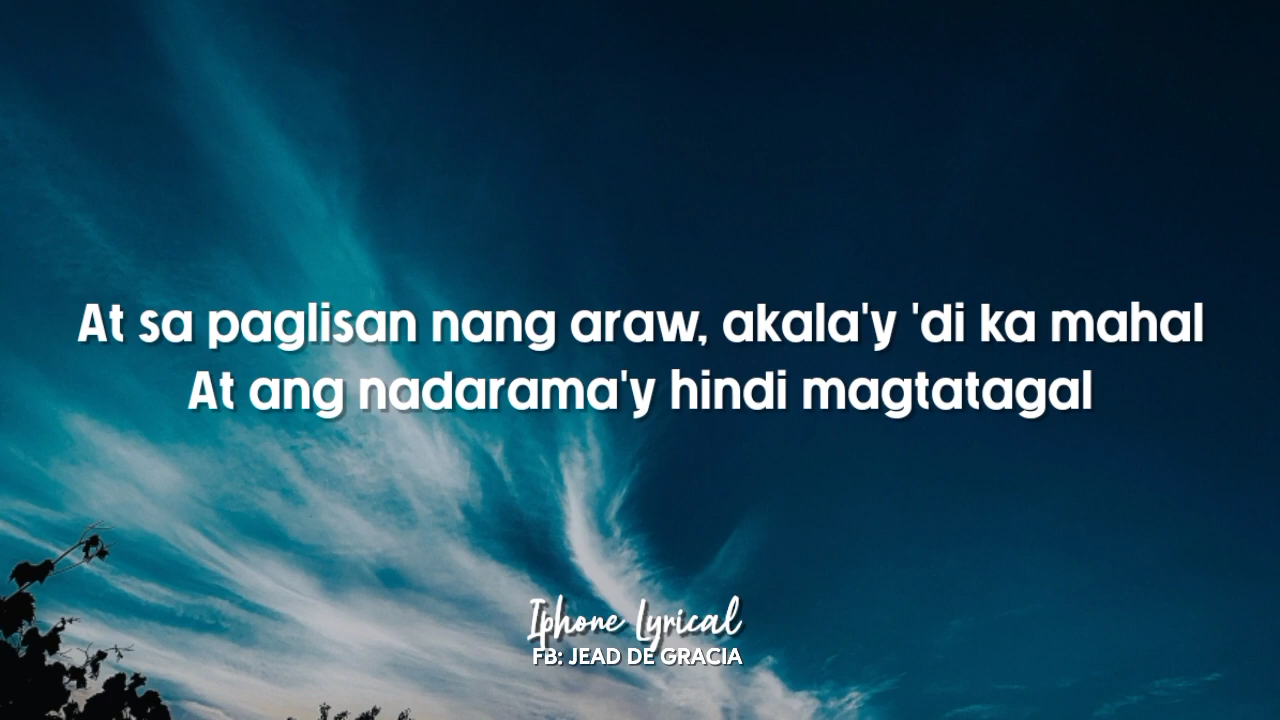 At sa paglisan nang araw, akala'y 'di ka mahal
At ang nadarama'y hindi magtatagal
Iphone Lyrical
FB: JEAD DE GRACIA